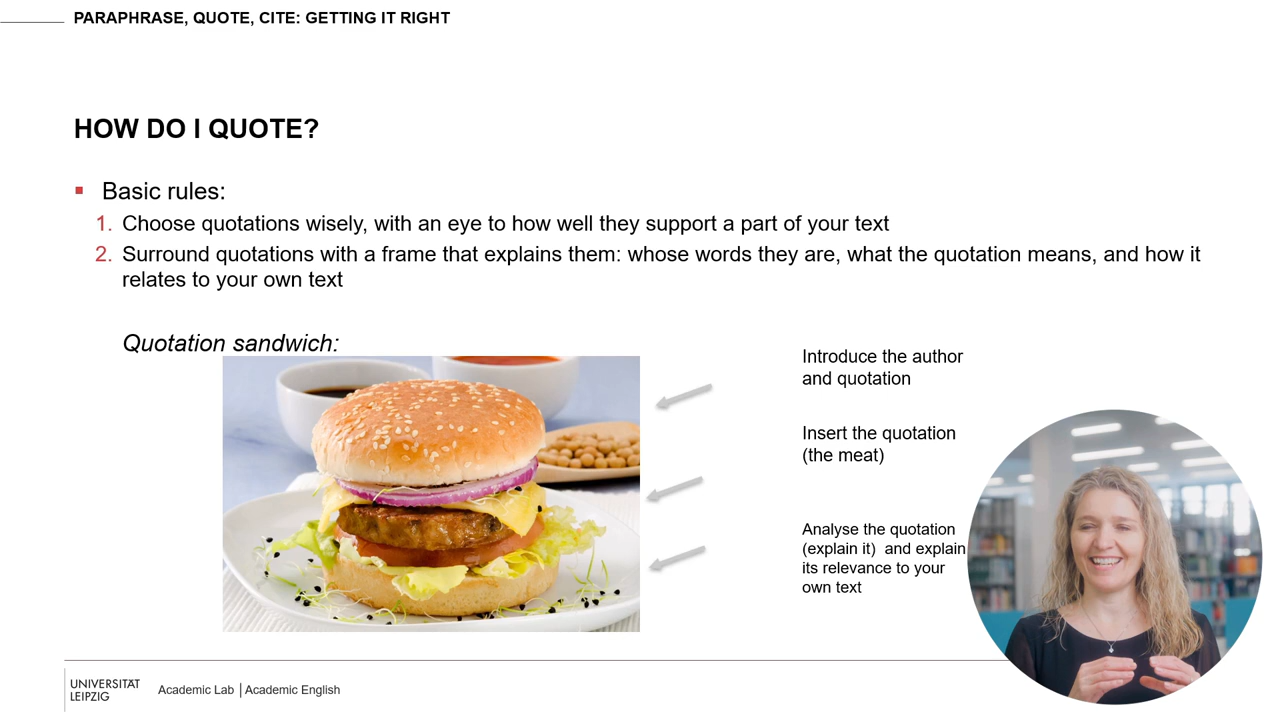 PARAPHRASE, QUOTE, CITE: GETTING IT RIGHT
HOW DO I QUOTE?
Basic rules:
1. Choose quotations wisely, with an eye to how well they support a part of your text
2. Surround quotations with a frame that explains them: whose words they are, what the quotation means, and how it
relates to your own text
Quotation sandwich:
Introduce the author
and quotation
Insert the quotation
(the meat)
Analyse the quotation
(explain it) and explain
its relevance to your
own text
UNIVERSITÄT
LEIPZIG
Academic Lab | Academic English